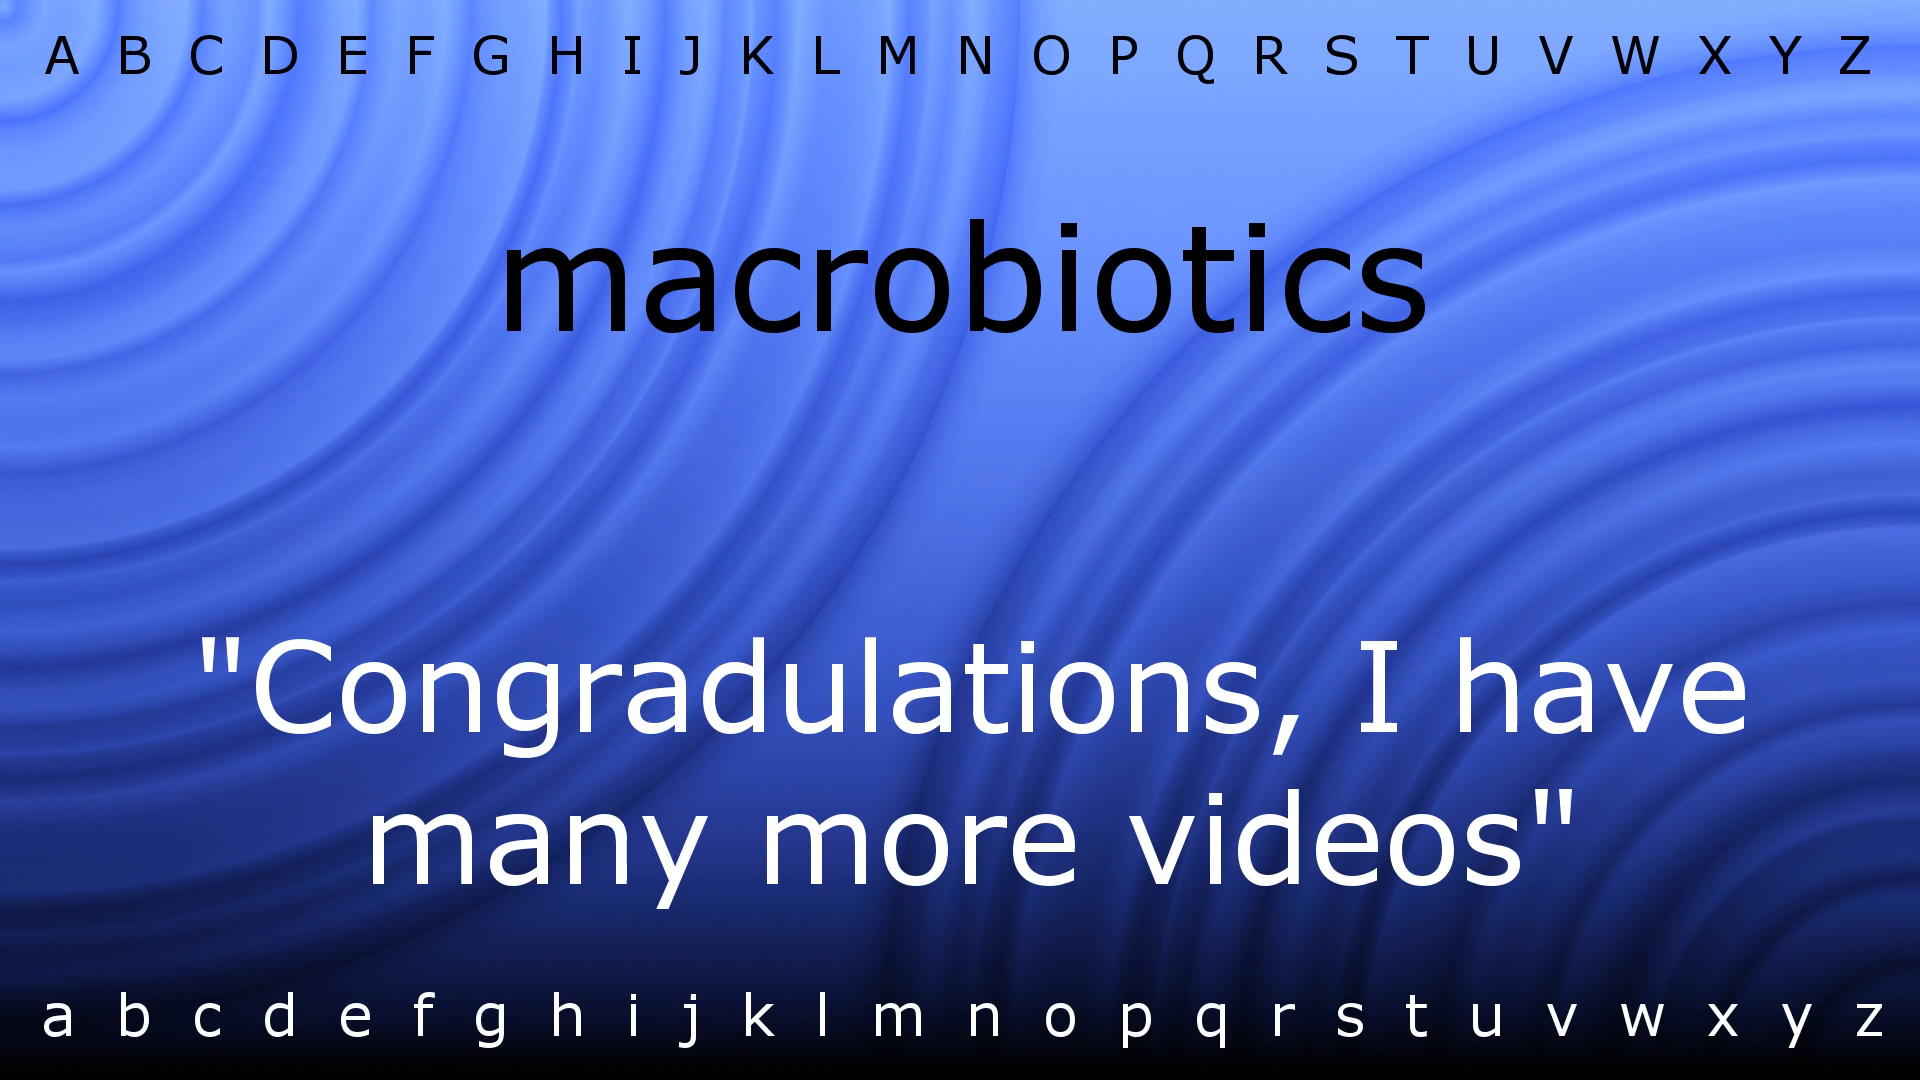 A B C D E F G H I J K L M N O P Q R S T U V W X Y Z
macrobiotics
"Congradulations, I have
many more videos"
a b c d e f g h i j k l m n o p q r s t u v w x y z